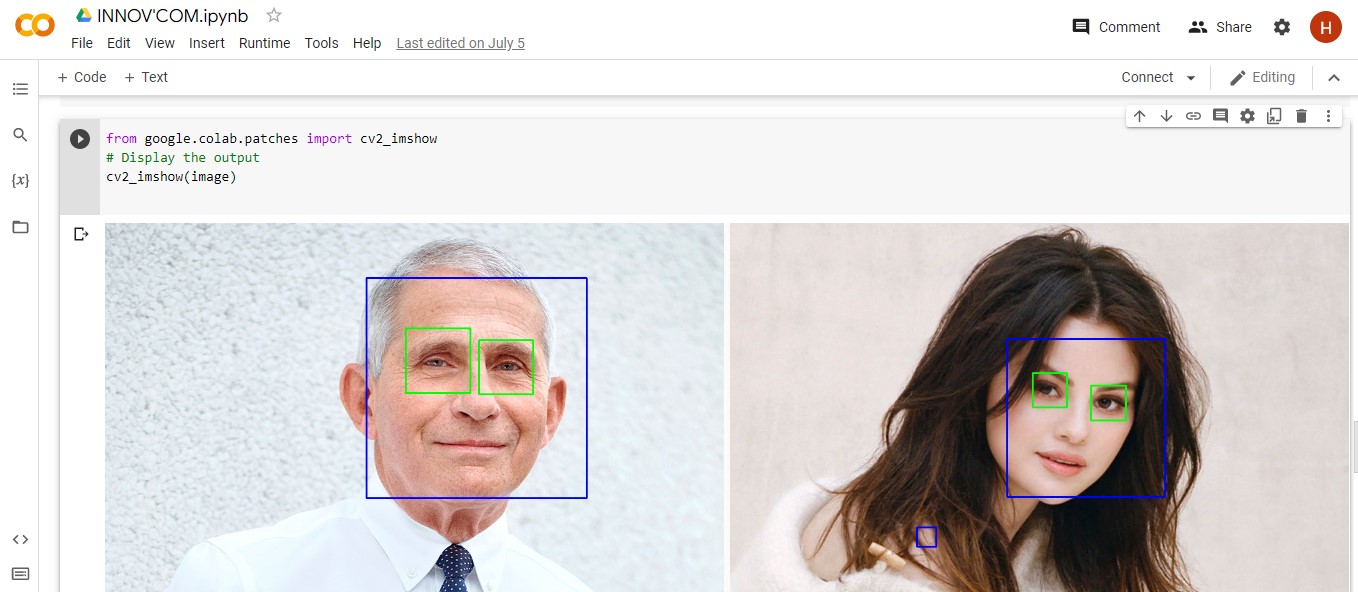 INNOV'COM.ipynb
File Edit View Insert Runtime Tools Help Last edited on July 5
Comment Share H
+ Code + Text
Connect Editing
{x}
from google.colab.patches import cv2_imshow
# Display the output
cv2_imshow(image)